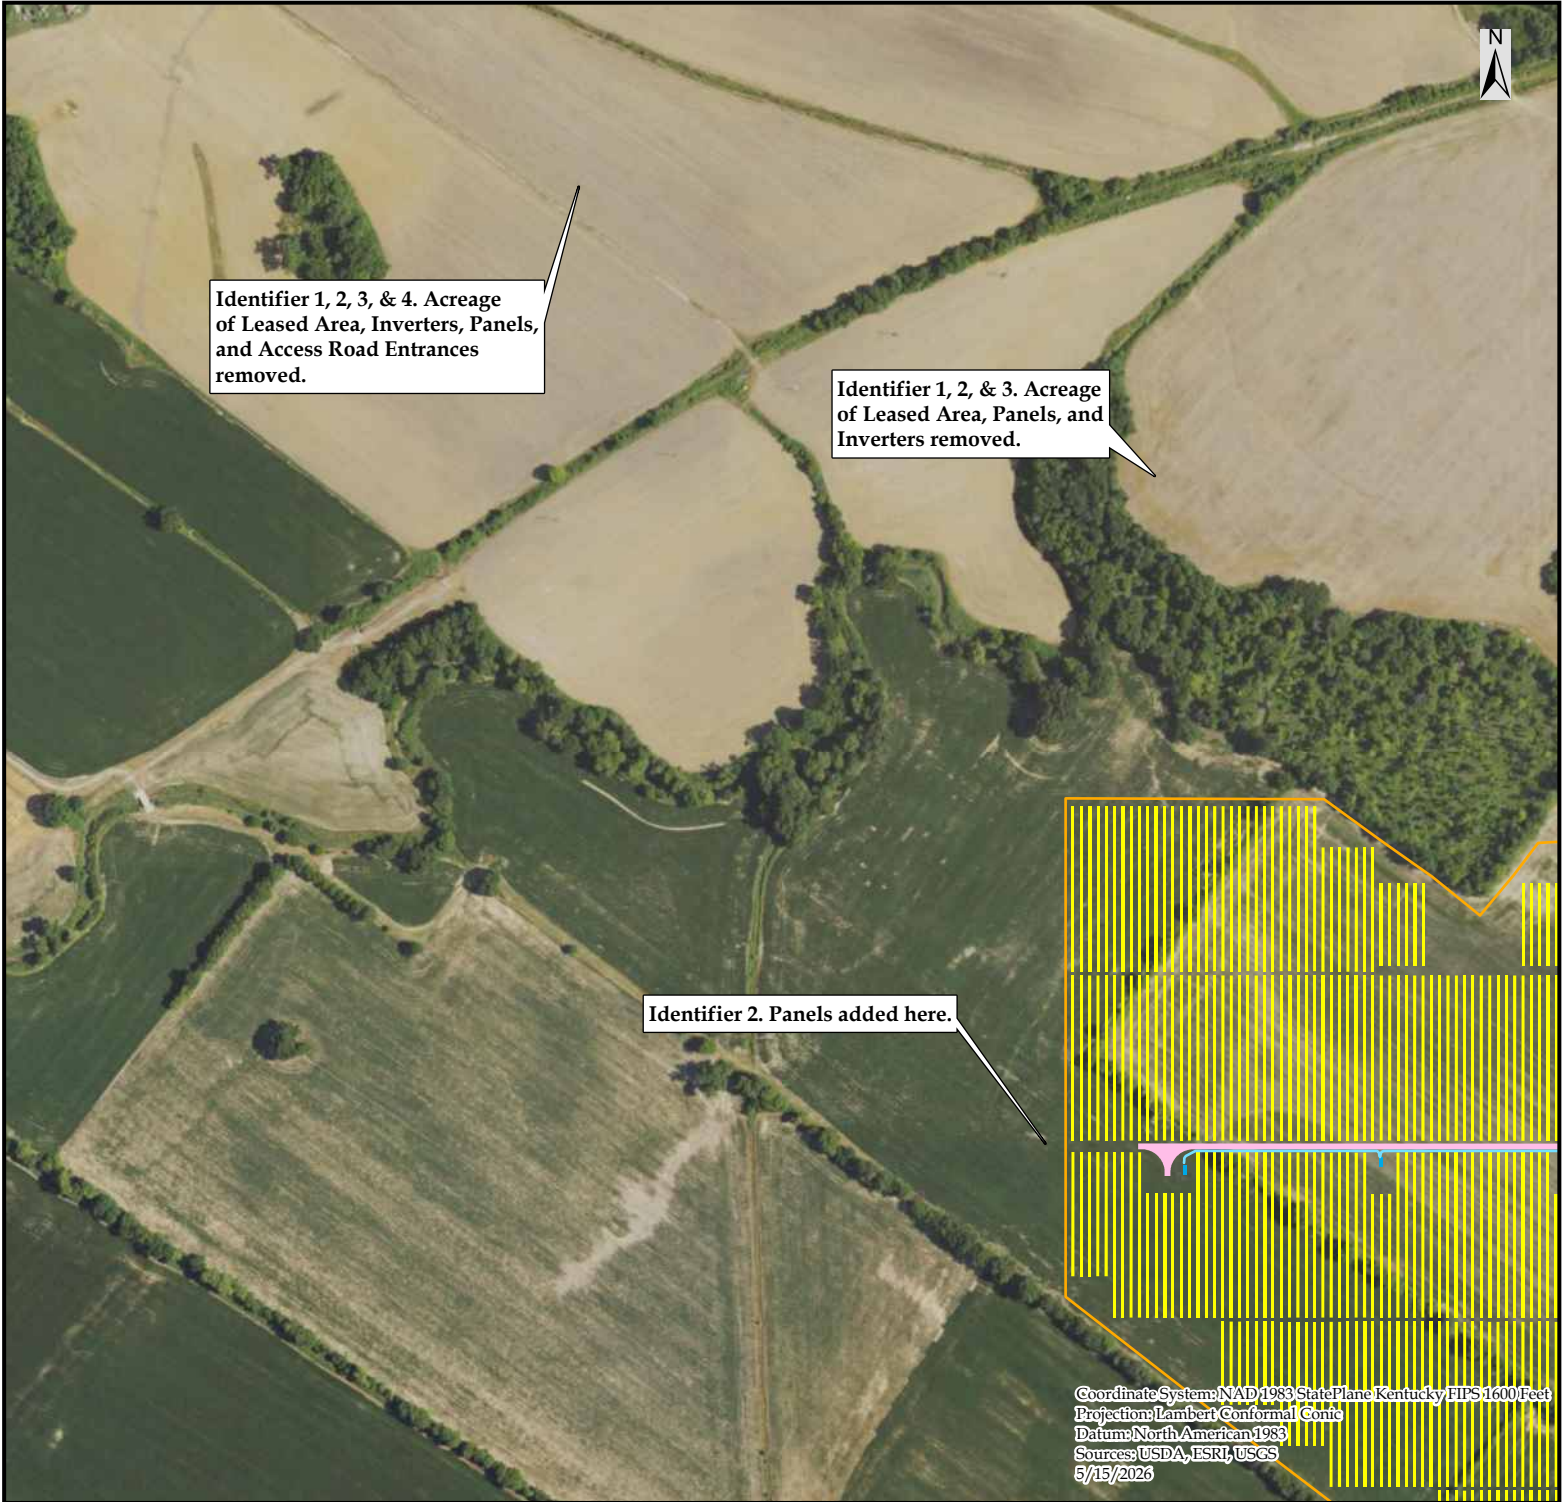 N
Identifier 1, 2, 3, & 4. Acreage
of Leased Area, Inverters, Panels,
and Access Road Entrances
removed.
Identifier 1, 2, & 3. Acreage
of Leased Area, Panels, and
Inverters removed.
Identifier 2. Panels added here.
Coordinate System: NAD 1983 StatePlane Kentucky FIPS 1600 Feet
Projection: Lambert Conformal Conic
Datum: North American 1983
Sources: USDA, ESRI, USGS
5/15/2026